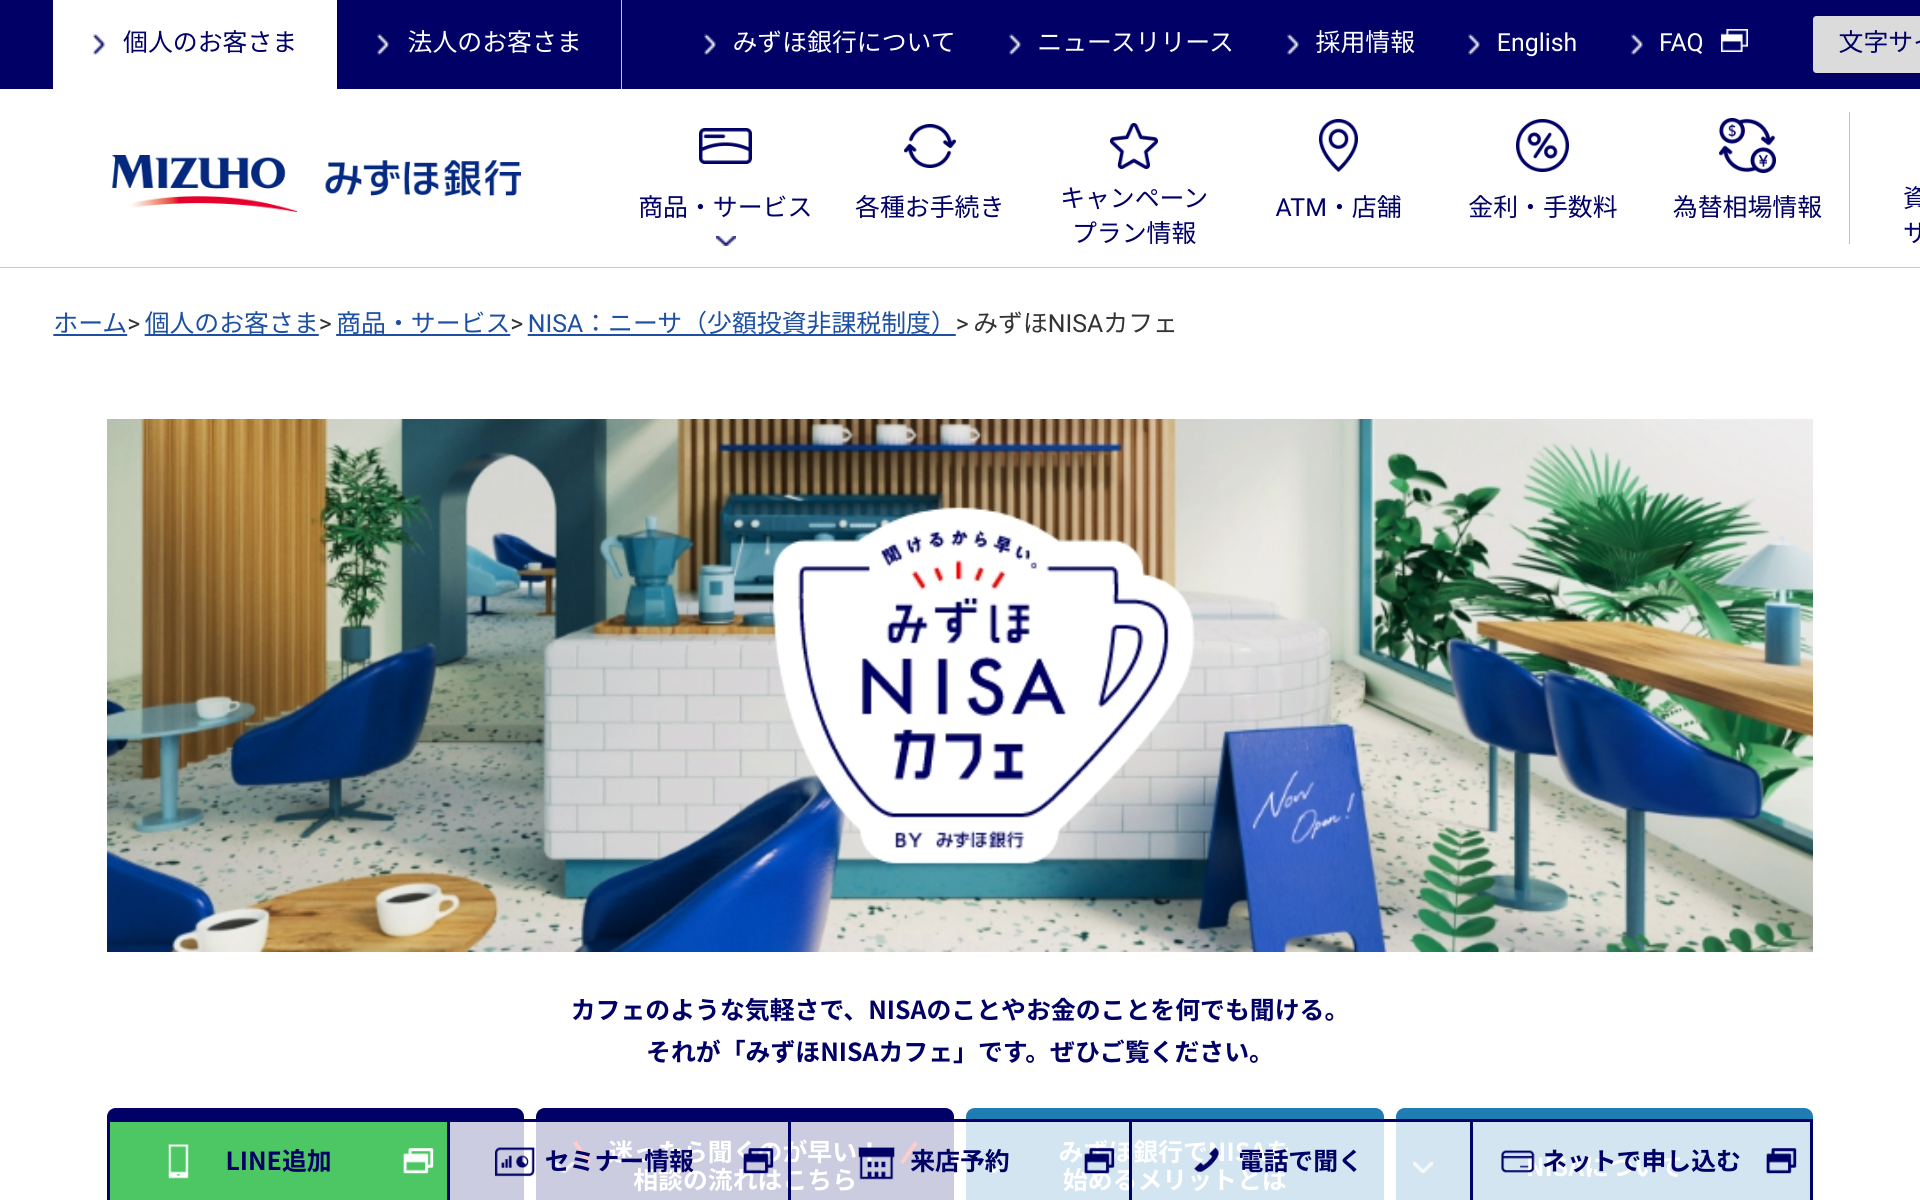 個人のお客さま
法人のお客さま
みずほ銀行について
ニュースリリース
採用情報
English
FAQ
文字サイ
MIZUHO みずほ銀行
商品・サービス
各種お手続き
キャンペーン
プラン情報
ATM・店舗
金利・手数料
為替相場情報
資
サ
ホーム> 個人のお客さま> 商品・サービス> NISA：ニーサ（少額投資非課税制度）> みずほNISAカフェ
聞けるから早い。
みずほ
NISA
カフェ
BY みずほ銀行
Now
Open!
カフェのような気軽さで、NISAのことやお金のことを何でも聞ける。
それが「みずほNISAカフェ」です。ぜひご覧ください。
迷ったら聞くのが早い！
相談の流れはこちら
みずほ銀行でNISAを
始めるメリットとは
LINE追加
セミナー情報
来店予約
電話で聞く
ネットで申し込む